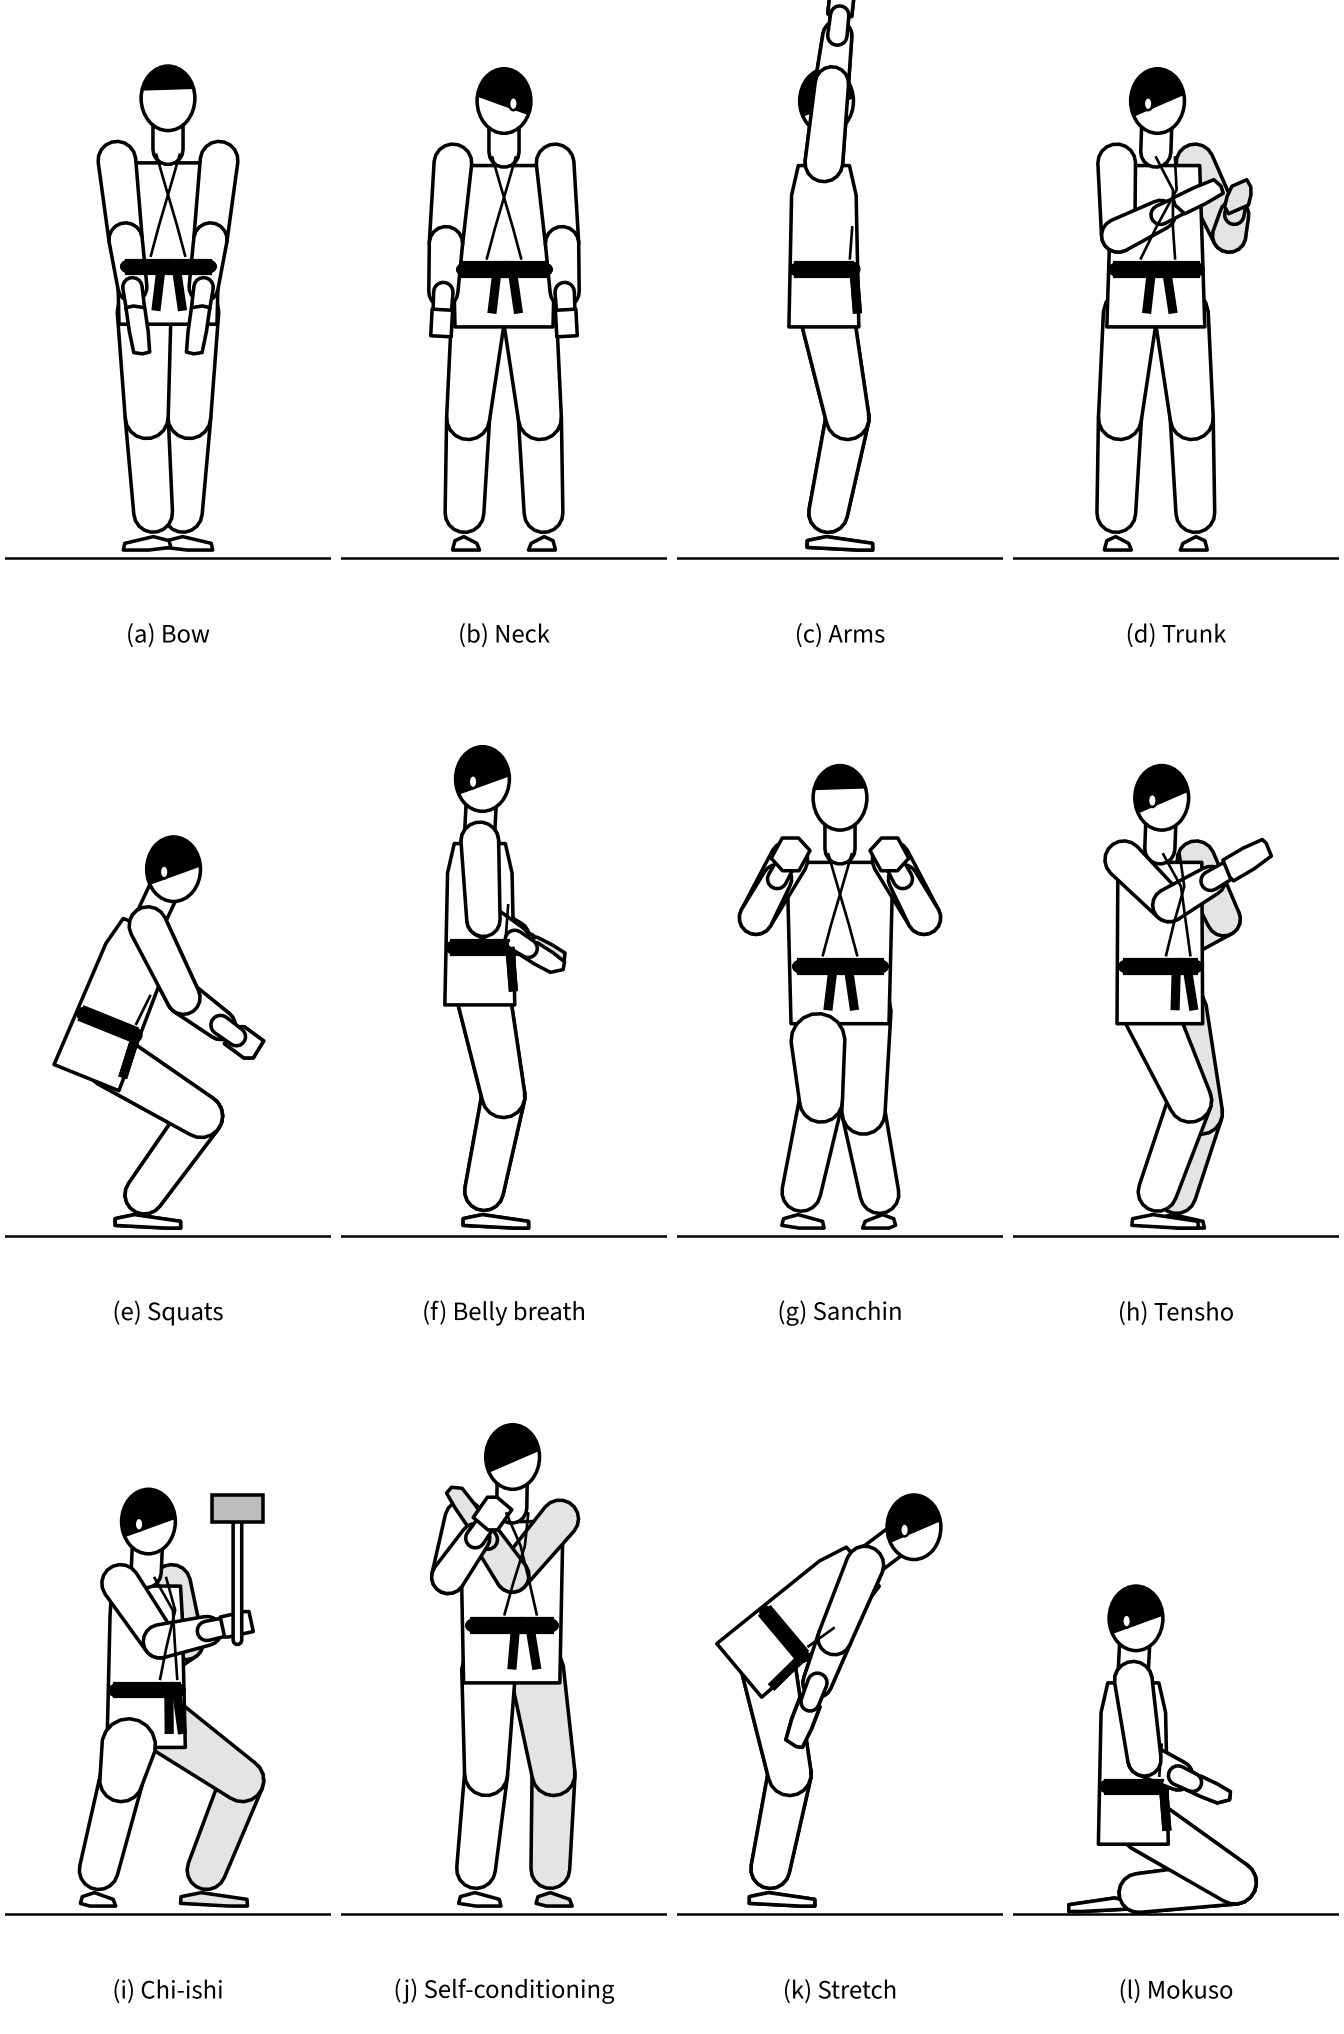 (a) Bow
(b) Neck
(c) Arms
(d) Trunk
(e) Squats
(f) Belly breath
(g) Sanchin
(h) Tensho
(i) Chi-ishi
(j) Self-conditioning
(k) Stretch
(l) Mokuso